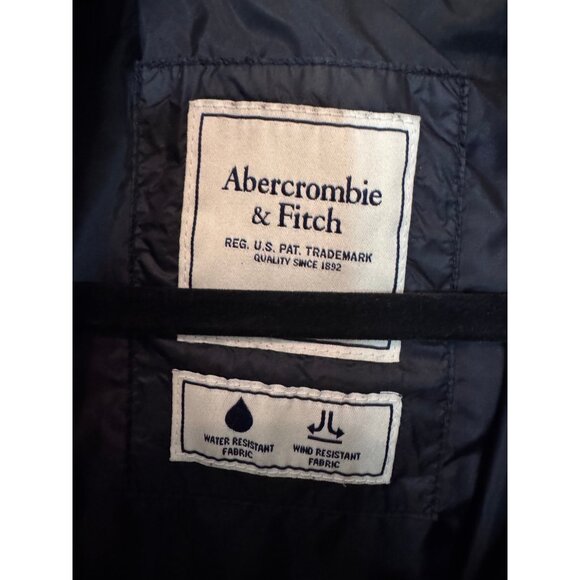 Abercrombie
& Fitch
REG. U.S. PAT. TRADEMARK
QUALITY SINCE 1892
WATER RESISTANT
FABRIC
WIND RESISTANT
FABRIC